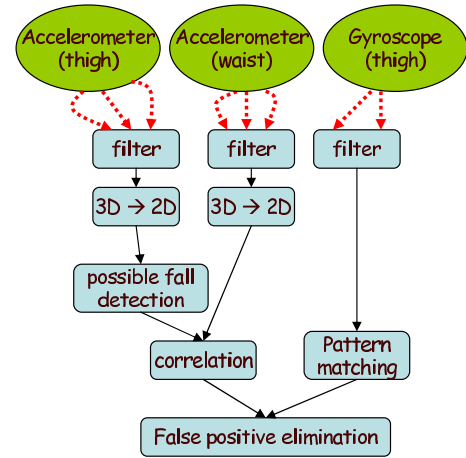 Accelerometer
(thigh)
Accelerometer
(waist)
Gyroscope
(thigh)
filter
filter
filter
3D → 2D
3D → 2D
possible fall
detection
correlation
Pattern
matching
False positive elimination